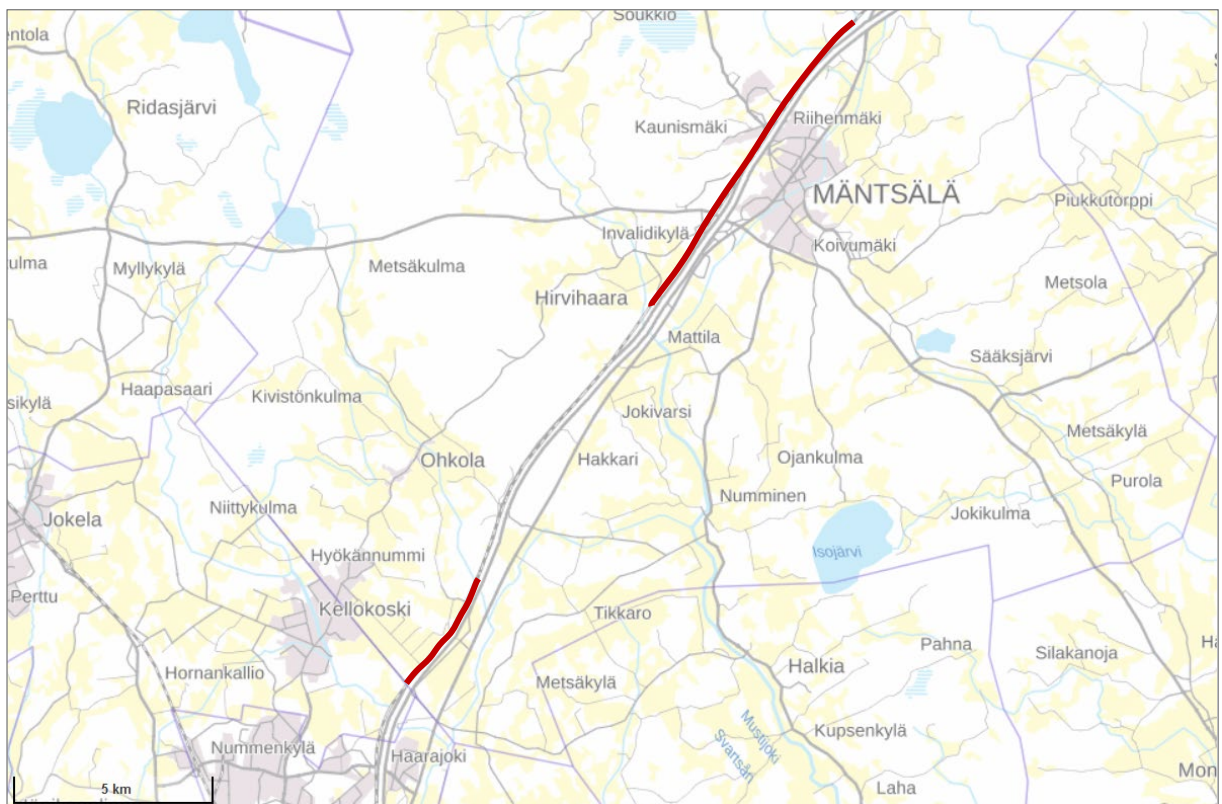 Soukkio
entola
Ridasjärvi
Kaunismäki
Riihenmäki
MÄNTSÄLÄ
Piukkutorppi
Invalidikylä
Koivumäki
ulma
Myllykylä
Metsäkulma
Metsola
Hirvihaara
Mattila
Sääksjärvi
Haapasaari
Kivistönkulma
sikylä
Jokivarsi
Metsäkylä
Ohkola
Hakkari
Ojankulma
Purola
Numminen
Niittykulma
Jokikulma
Jokela
Hyökännummi
Isojärvi
Perttu
Kellokoski
Tikkaro
Pahna
Silakanoja
Hornankallio
Halkia
Metsäkylä
Mustijoki
Svartsån
Kupsenkylä
Nummenkylä
Haarajoki
Mon
5 km
Laha